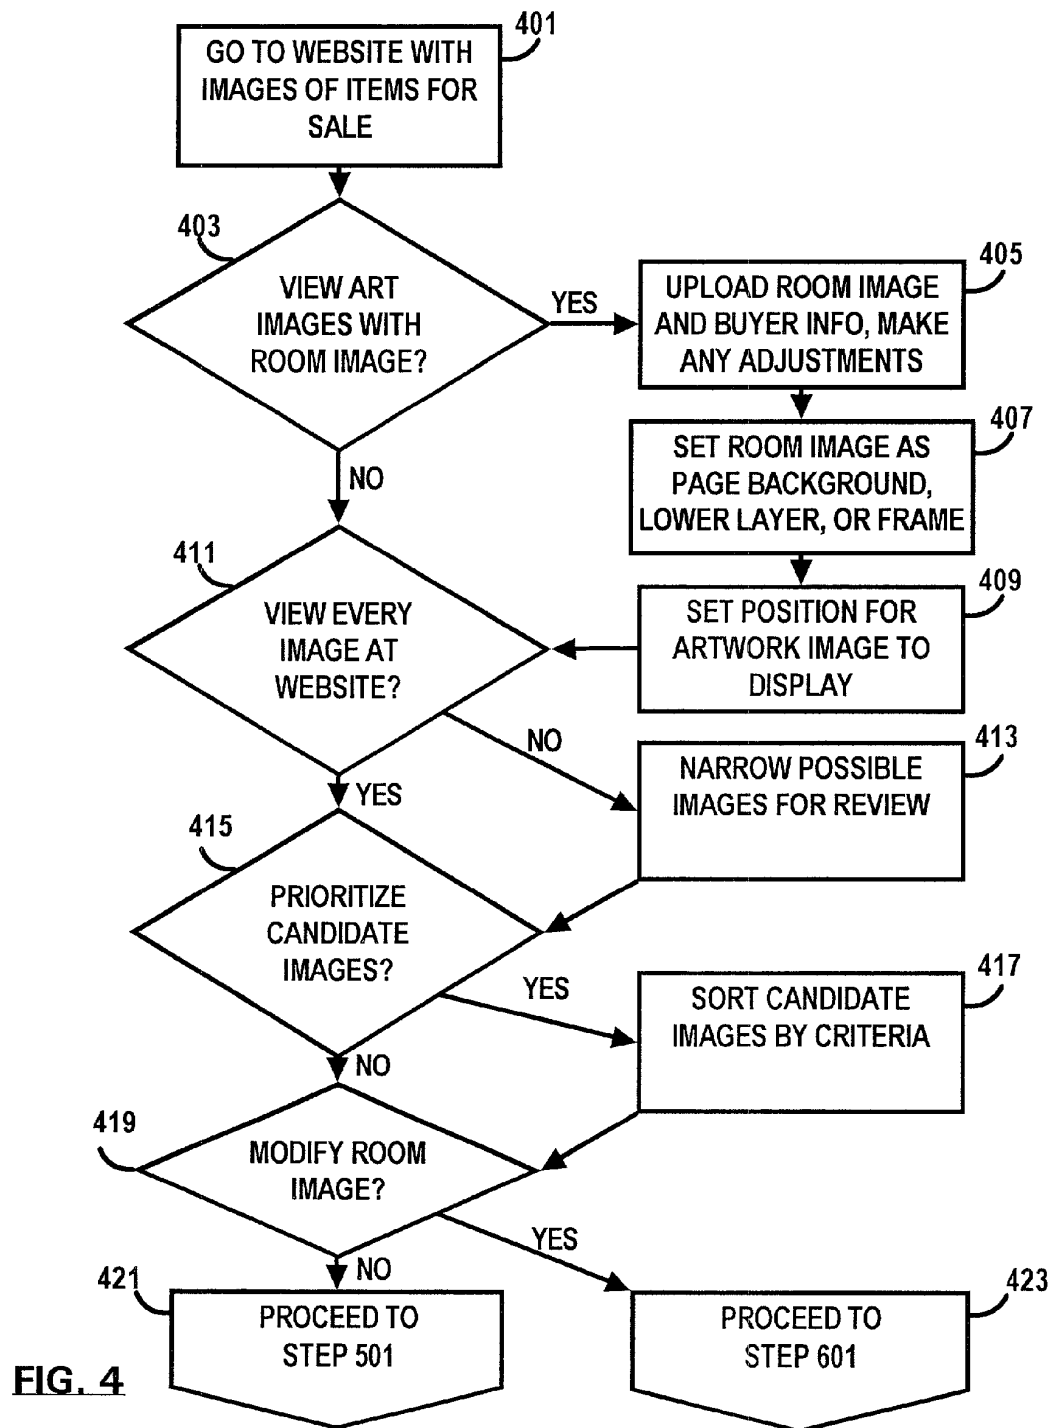 401
GO TO WEBSITE WITH
IMAGES OF ITEMS FOR
SALE
403
VIEW ART
IMAGES WITH
ROOM IMAGE?
YES
405
UPLOAD ROOM IMAGE
AND BUYER INFO, MAKE
ANY ADJUSTMENTS
407
SET ROOM IMAGE AS
PAGE BACKGROUND,
LOWER LAYER, OR FRAME
NO
409
SET POSITION FOR
ARTWORK IMAGE TO
DISPLAY
411
VIEW EVERY
IMAGE AT
WEBSITE?
NO
413
NARROW POSSIBLE
IMAGES FOR REVIEW
YES
415
PRIORITIZE
CANDIDATE
IMAGES?
YES
417
SORT CANDIDATE
IMAGES BY CRITERIA
NO
419
MODIFY ROOM
IMAGE?
YES
NO
421
PROCEED TO
STEP 501
423
PROCEED TO
STEP 601
FIG. 4